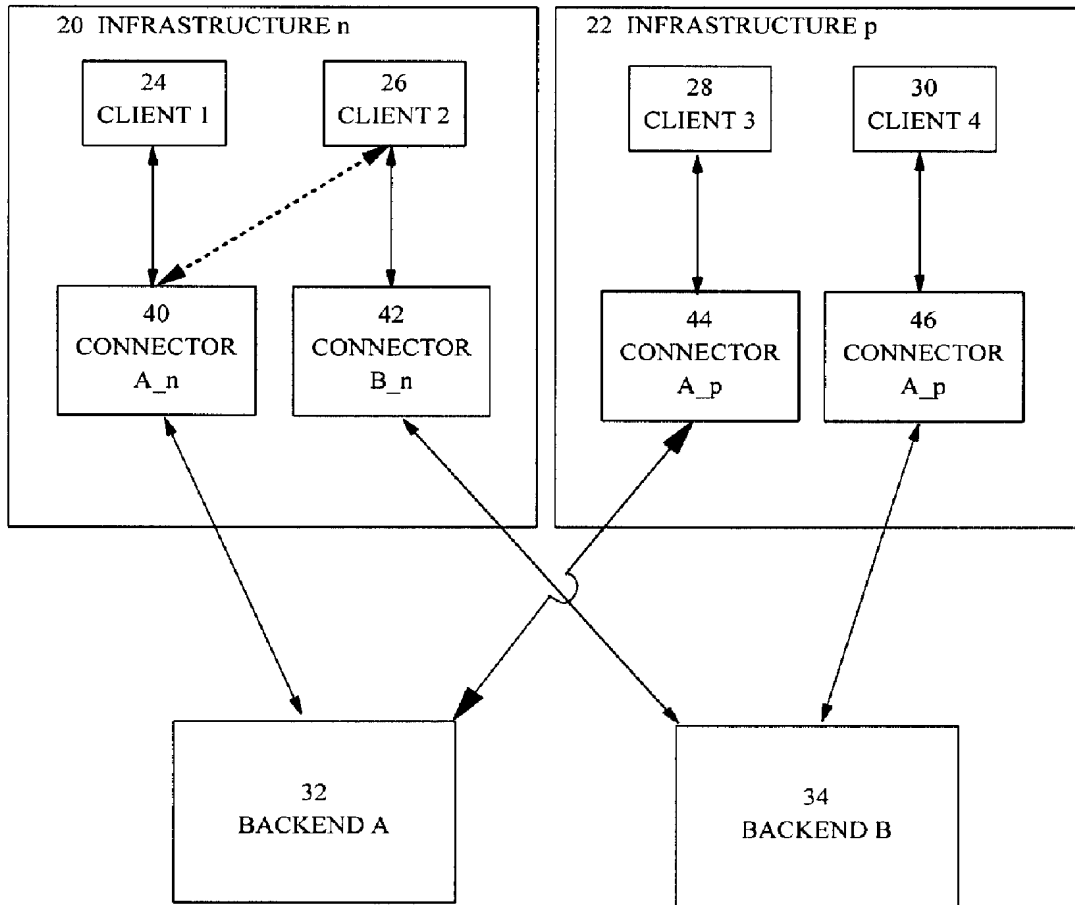 20 INFRASTRUCTURE n
22 INFRASTRUCTURE p
24
CLIENT 1
26
CLIENT 2
28
CLIENT 3
30
CLIENT 4
40
CONNECTOR
A_n
42
CONNECTOR
B_n
44
CONNECTOR
A_p
46
CONNECTOR
A_p
32
BACKEND A
34
BACKEND B